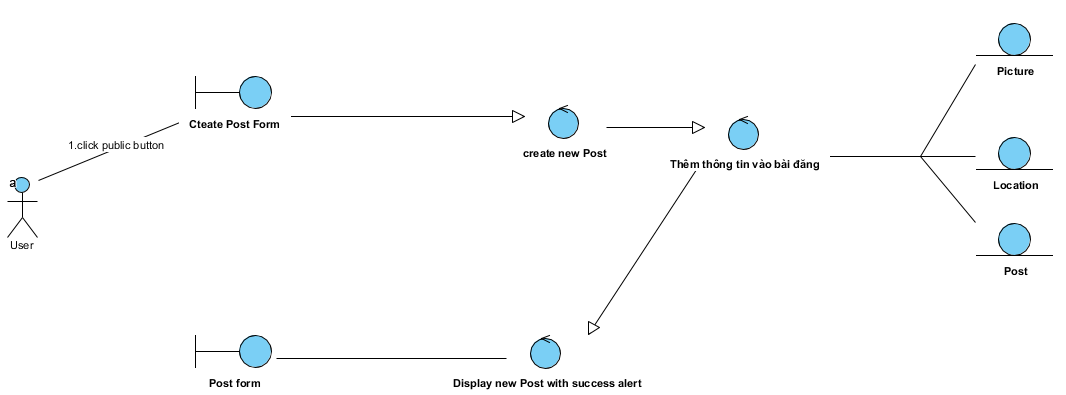 Picture
Cteate Post Form
1.click public button
create new Post
Thêm thông tin vào bài đăng
a
User
Location
Post
Post form
Display new Post with success alert